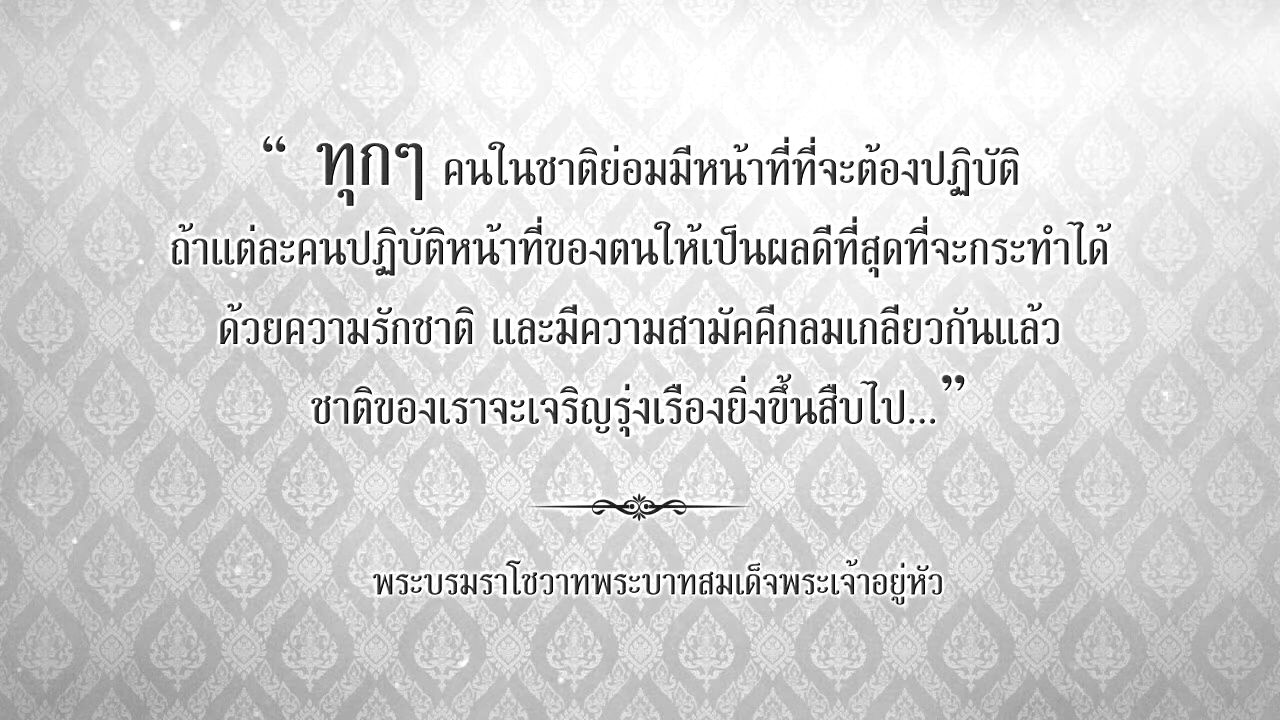 “ ทุกๆ คนในชาติย่อมมีหน้าที่ที่จะต้องปฏิบัติ
ถ้าแต่ละคนปฏิบัติหน้าที่ของตนให้เป็นผลดีที่สุดที่จะกระทำได้
ด้วยความรักชาติ และมีความสามัคคีกลมเกลียวกันแล้ว
ชาติของเราจะเจริญรุ่งเรืองยิ่งขึ้นสืบไป...”
พระบรมราโชวาทพระบาทสมเด็จพระเจ้าอยู่หัว